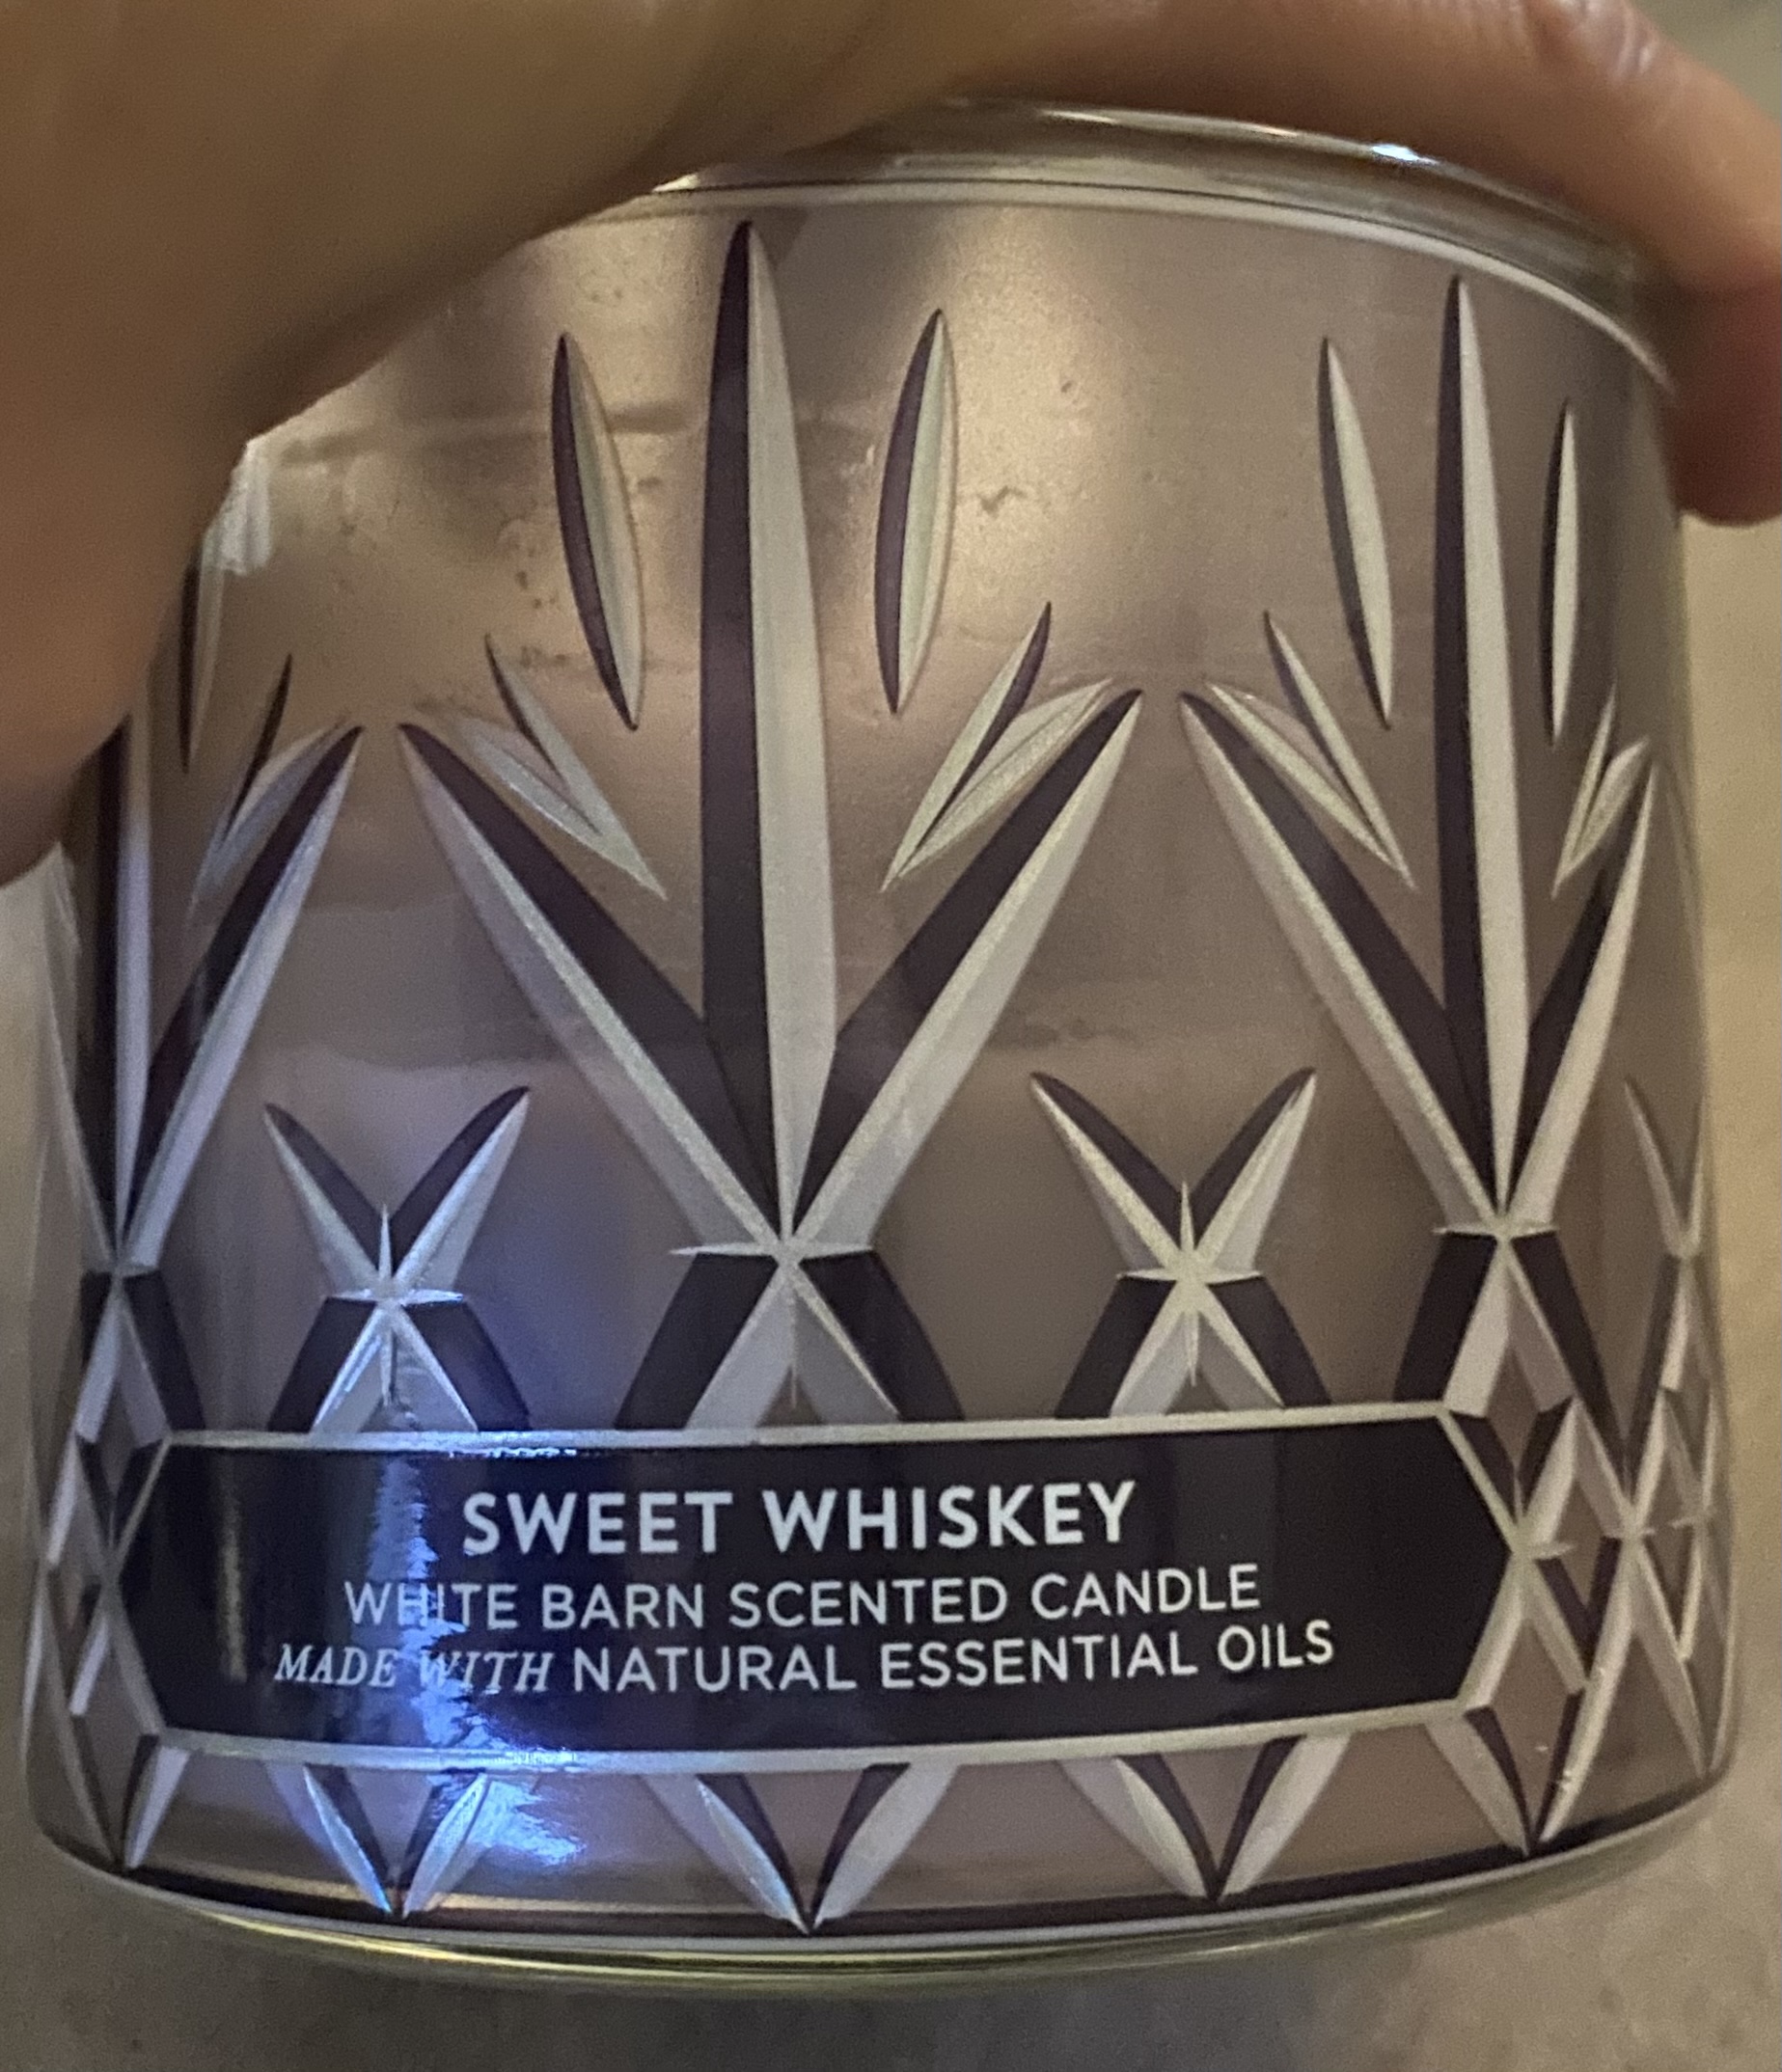 SWEET WHISKEY
WHITE BARN SCENTED CANDLE
MADE WITH NATURAL ESSENTIAL OILS